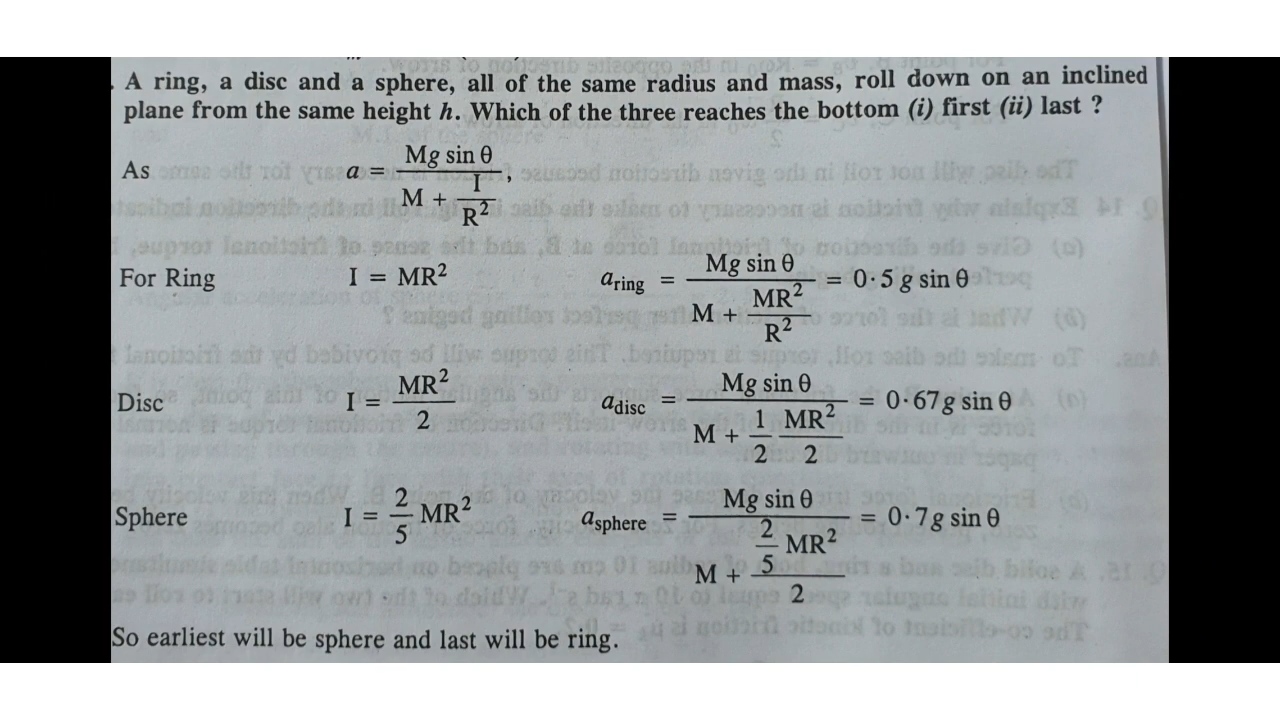 A ring, a disc and a sphere, all of the same radius and mass, roll down on an inclined
plane from the same height h. Which of the three reaches the bottom (i) first (ii) last ?
As a = Mg sin θ / (M + I/R²),
For Ring I = MR² a_ring = Mg sin θ / (M + MR²/R²) = 0·5 g sin θ
Disc I = MR²/2 a_disc = Mg sin θ / (M + 1/2 MR²/2) = 0·67 g sin θ
Sphere I = 2/5 MR² a_sphere = Mg sin θ / (M + 2/5 MR²/2) = 0·7 g sin θ
So earliest will be sphere and last will be ring.